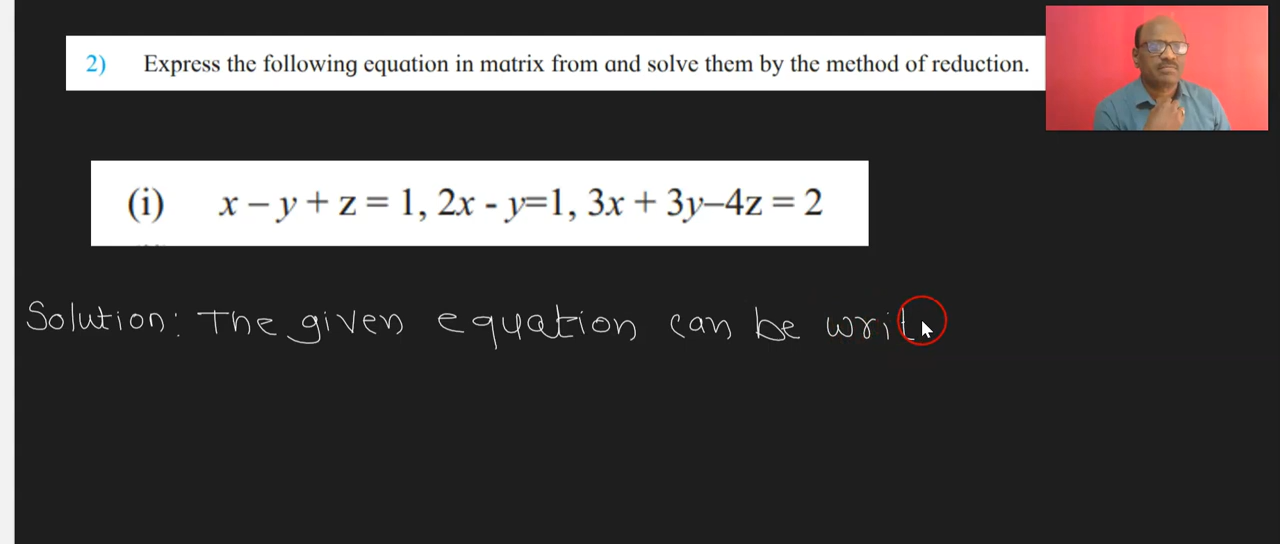 2) Express the following equation in matrix from and solve them by the method of reduction.
(i) x – y + z = 1, 2x - y=1, 3x + 3y–4z = 2
Solution: The given equation can be writ